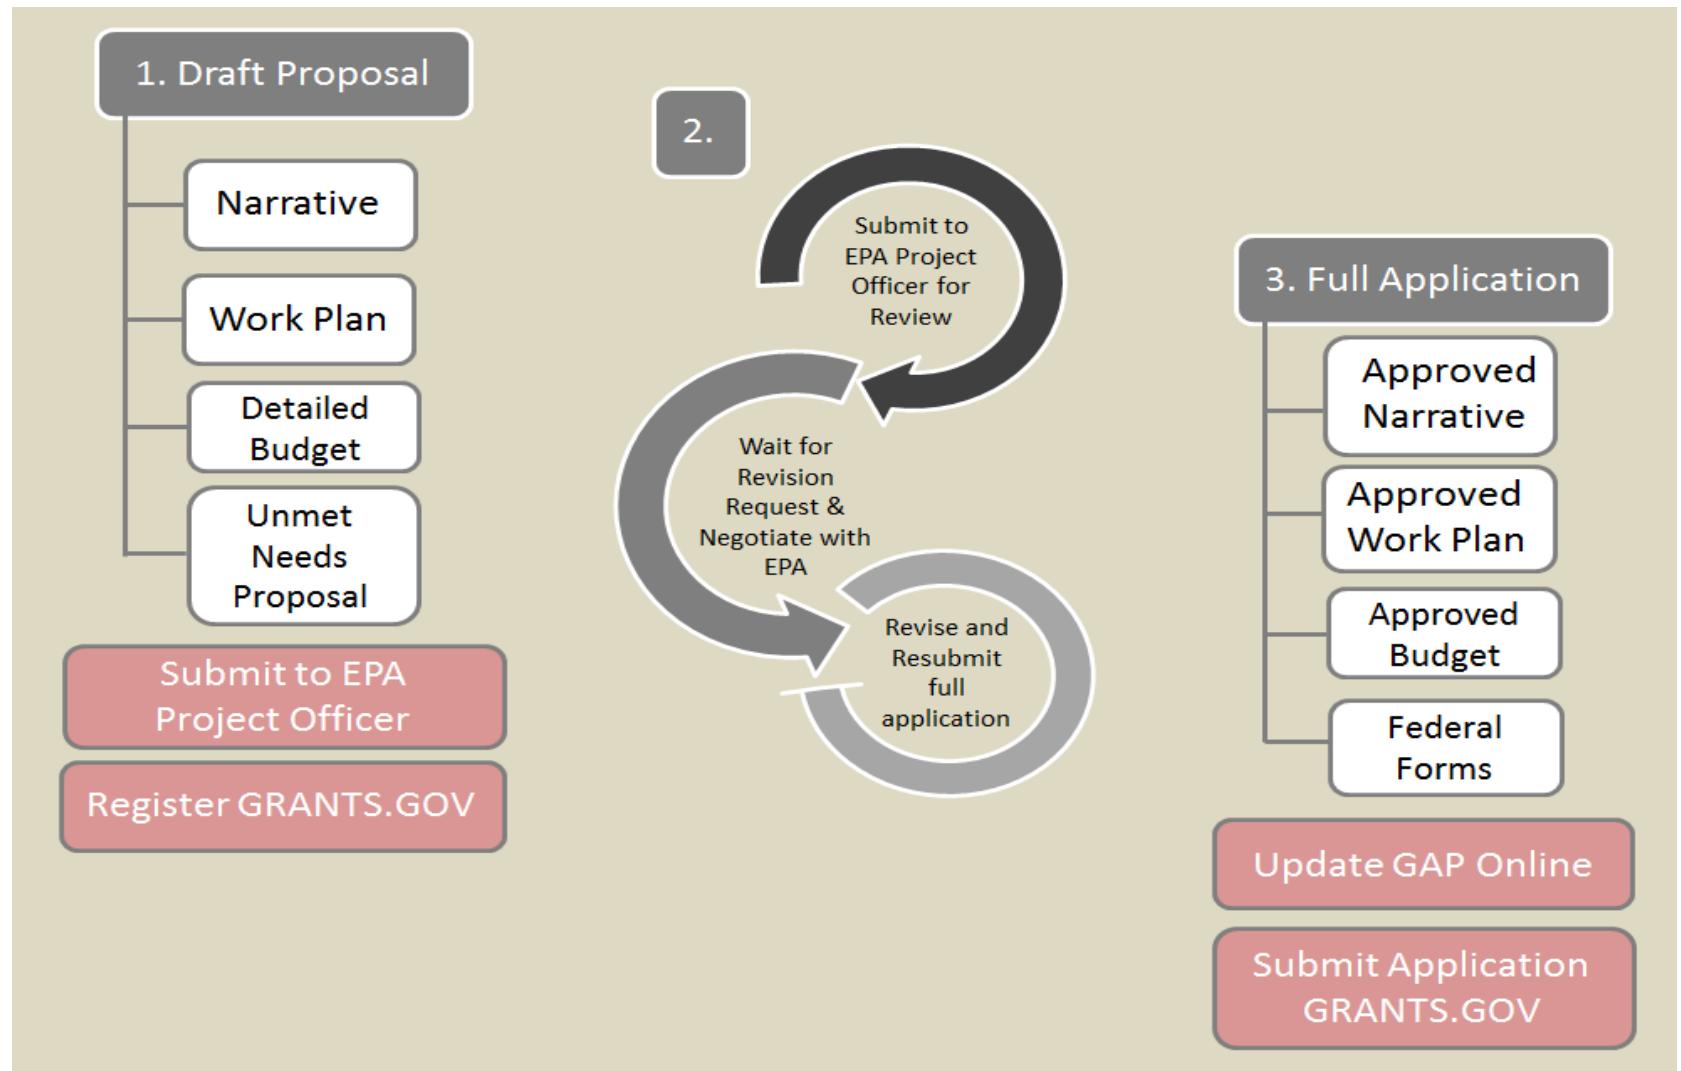 1. Draft Proposal
Narrative
Work Plan
Detailed
Budget
Unmet
Needs
Proposal
Submit to EPA
Project Officer
Register GRANTS.GOV
2.
Submit to
EPA Project
Officer for
Review
Wait for
Revision
Request &
Negotiate with
EPA
Revise and
Resubmit
full
application
3. Full Application
Approved
Narrative
Approved
Work Plan
Approved
Budget
Federal
Forms
Update GAP Online
Submit Application
GRANTS.GOV